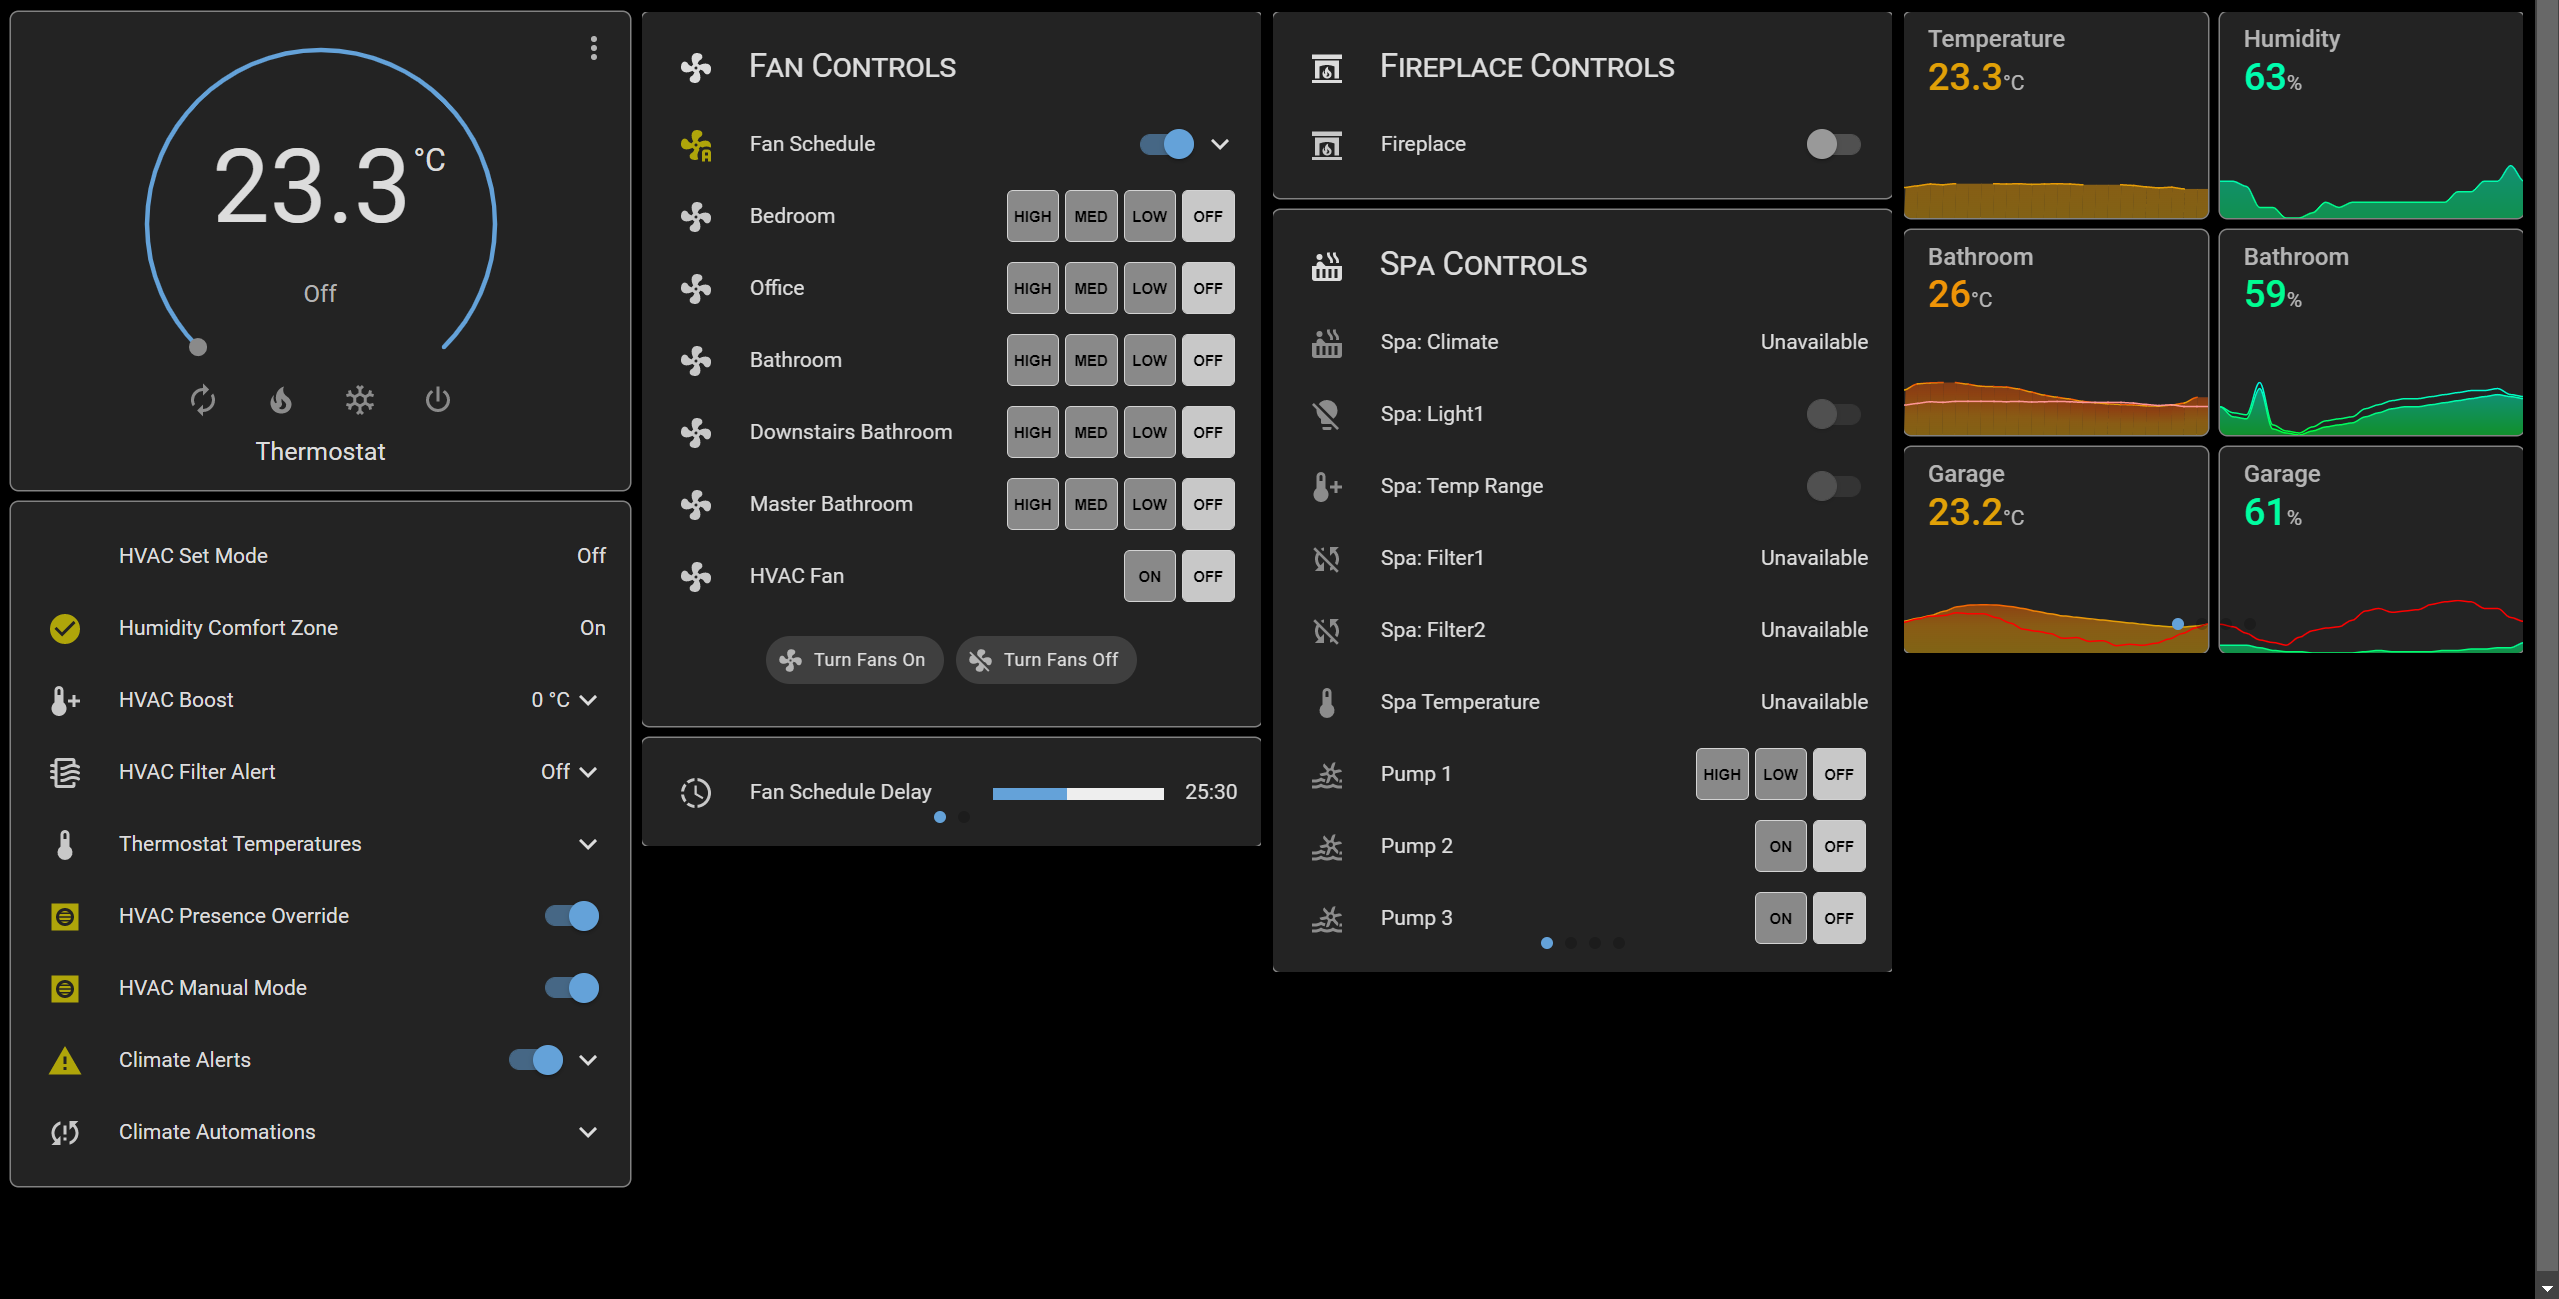 23.3 °C
Off
Thermostat
HVAC Set Mode Off
Humidity Comfort Zone On
HVAC Boost 0 °C
HVAC Filter Alert Off
Thermostat Temperatures
HVAC Presence Override
HVAC Manual Mode
Climate Alerts
Climate Automations
FAN CONTROLS
Fan Schedule
Bedroom HIGH MED LOW OFF
Office HIGH MED LOW OFF
Bathroom HIGH MED LOW OFF
Downstairs Bathroom HIGH MED LOW OFF
Master Bathroom HIGH MED LOW OFF
HVAC Fan ON OFF
Turn Fans On Turn Fans Off
Fan Schedule Delay 25:30
FIREPLACE CONTROLS
Fireplace
SPA CONTROLS
Spa: Climate Unavailable
Spa: Light1
Spa: Temp Range
Spa: Filter1 Unavailable
Spa: Filter2 Unavailable
Spa Temperature Unavailable
Pump 1 HIGH LOW OFF
Pump 2 ON OFF
Pump 3 ON OFF
Temperature
23.3°C
Humidity
63%
Bathroom
26°C
Bathroom
59%
Garage
23.2°C
Garage
61%